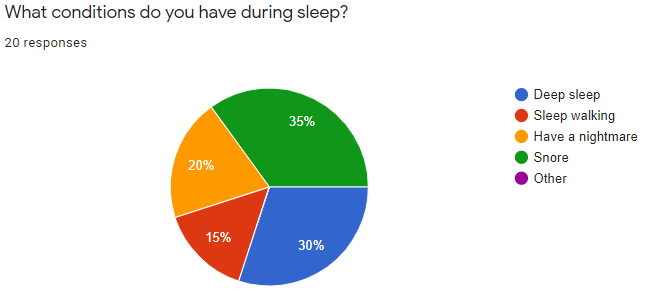 What conditions do you have during sleep?
20 responses
35%
20%
15%
30%
Deep sleep
Sleep walking
Have a nightmare
Snore
Other